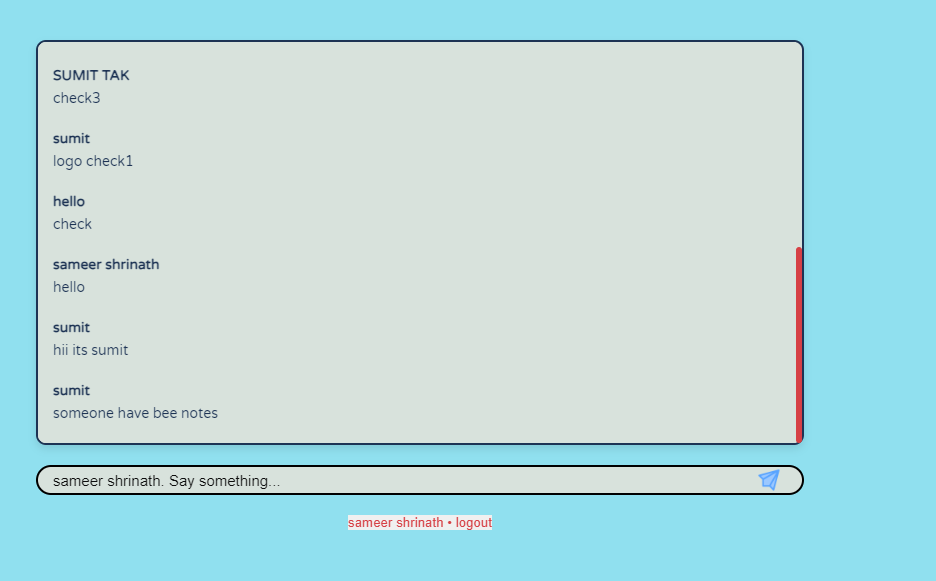 SUMIT TAK
check3
sumit
logo check1
hello
check
sameer shrinath
hello
sumit
hii its sumit
sumit
someone have bee notes
sameer shrinath. Say something...
sameer shrinath • logout